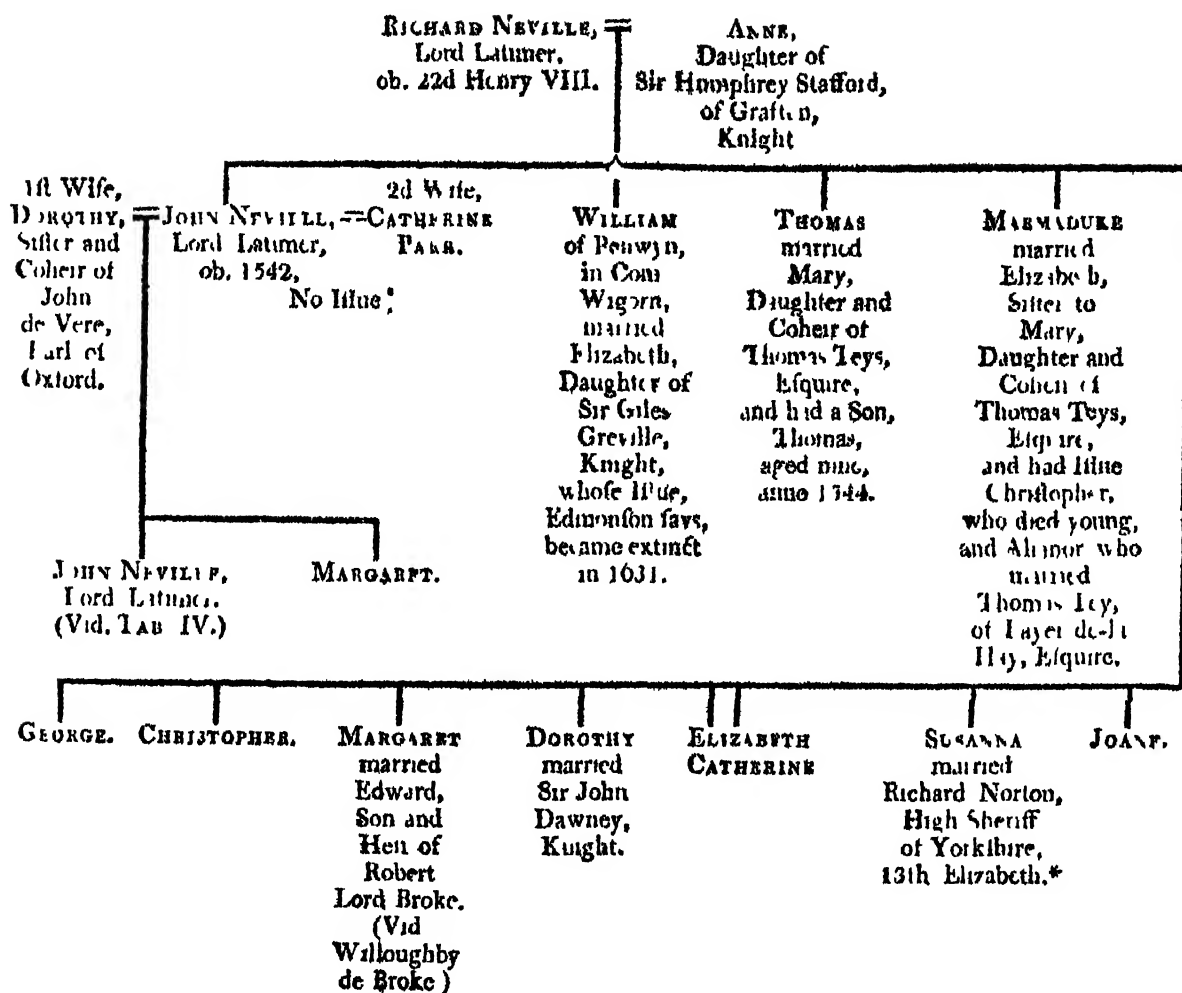 RICHARD NEVILLE,
Lord Latimer.
ob. 22d Henry VIII.
ANNE,
Daughter of
Sir Homphrey Stafford,
of Grafton,
Knight
1ſt Wife,
DOROTHY,
Siſter and
Coheir of
John
de Vere,
Earl of
Oxford.
JOHN NEVILL,
Lord Latimer,
ob. 1542,
No Iſſue.
2d Wife,
CATHERINE
PARR.
WILLIAM
of Penwyn,
in Com
Wigorn,
married
Elizabeth,
Daughter of
Sir Giles
Greville,
Knight,
whoſe Iſſue,
Edmonſon ſays,
became extinct
in 1631.
THOMAS
married
Mary,
Daughter and
Coheir of
Thomas Teys,
Eſquire,
and had a Son,
Thomas,
aged nine,
anno 1544.
MARMADUKE
married
Elizabeth,
Siſter to
Mary,
Daughter and
Coheir of
Thomas Teys,
Eſquire,
and had Iſſue
Chriſtopher,
who died young,
and Alianor who
married
Thomas Tey,
of Layer de-la
Hay, Eſquire.
JOHN NEVILLE,
Lord Latimer.
(Vid. TAB IV.)
MARGARET.
GEORGE.
CHRISTOPHER.
MARGARET
married
Edward,
Son and
Heir of
Robert
Lord Broke.
(Vid
Willoughby
de Broke)
DOROTHY
married
Sir John
Dawney,
Knight.
ELIZABETH
CATHERINE
SUSANNA
married
Richard Norton,
High Sheriff
of Yorkſhire,
13th Elizabeth.*
JOANE.